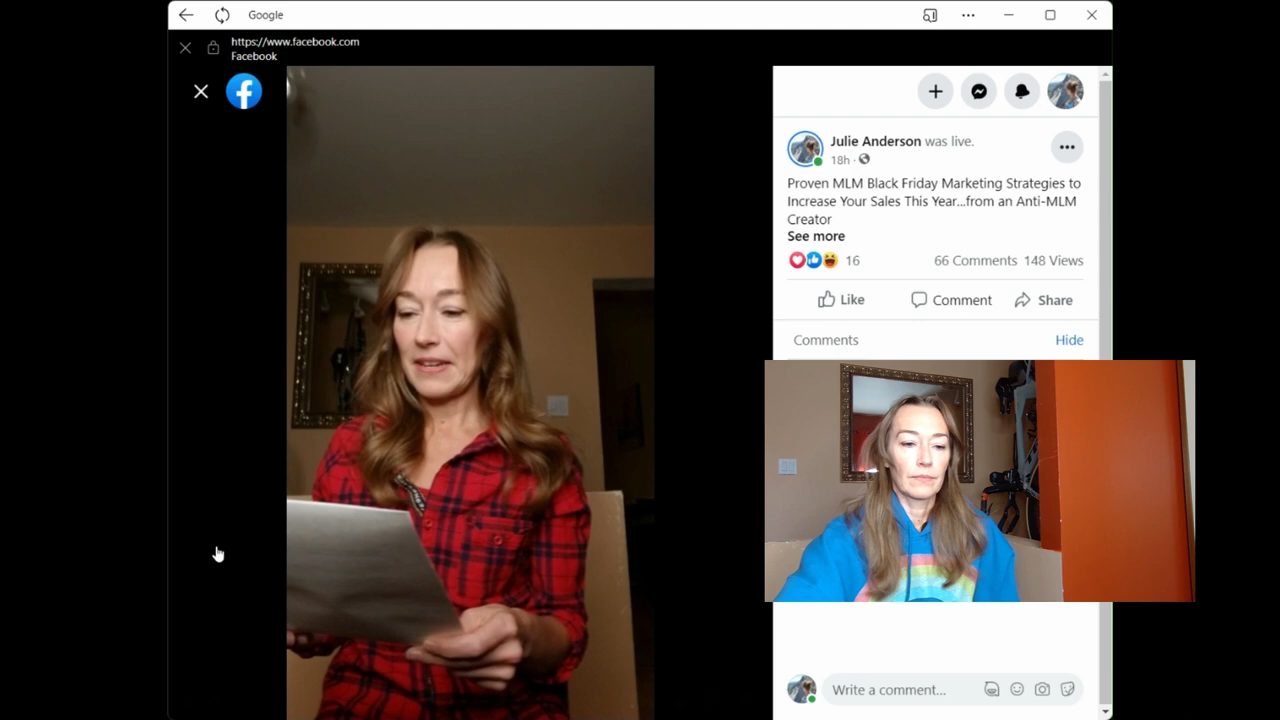 Google
https://www.facebook.com
Facebook
Julie Anderson was live.
18h ·
Proven MLM Black Friday Marketing Strategies to
Increase Your Sales This Year...from an Anti-MLM
Creator
See more
16 66 Comments 148 Views
Like Comment Share
Comments Hide
Write a comment...